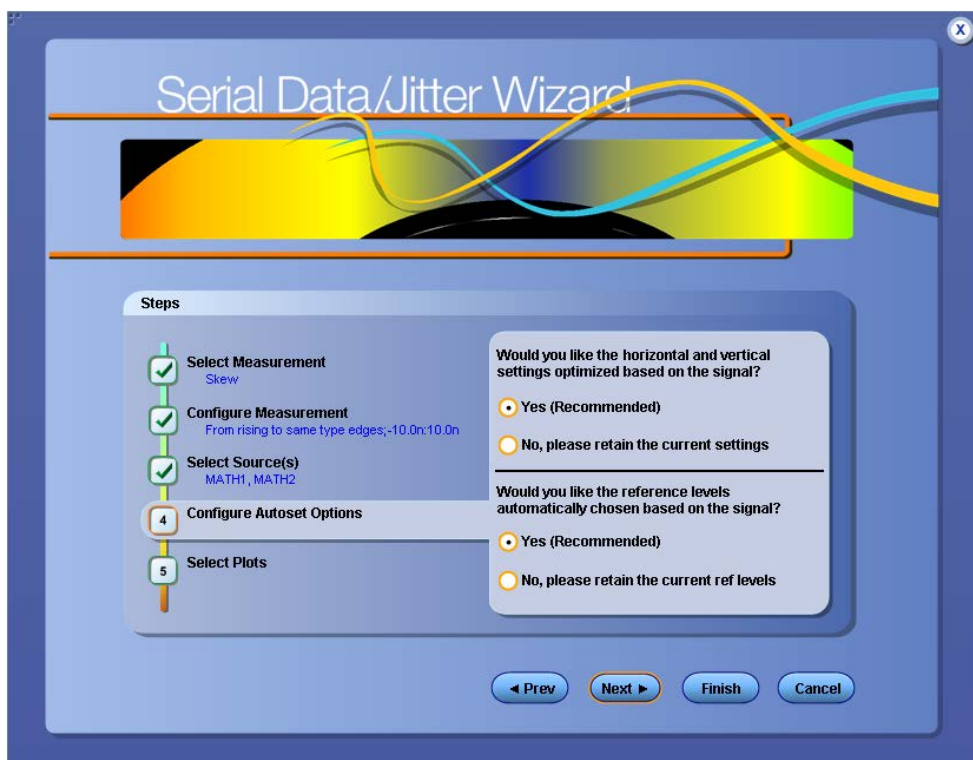 X
Serial Data/Jitter Wizard
Steps
Select Measurement
Skew
Configure Measurement
From rising to same type edges;-10.0n:10.0n
Select Source(s)
MATH1, MATH2
4 Configure Autoset Options
5 Select Plots
Would you like the horizontal and vertical
settings optimized based on the signal?
Yes (Recommended)
No, please retain the current settings
Would you like the reference levels
automatically chosen based on the signal?
Yes (Recommended)
No, please retain the current ref levels
◄ Prev
Next ►
Finish
Cancel